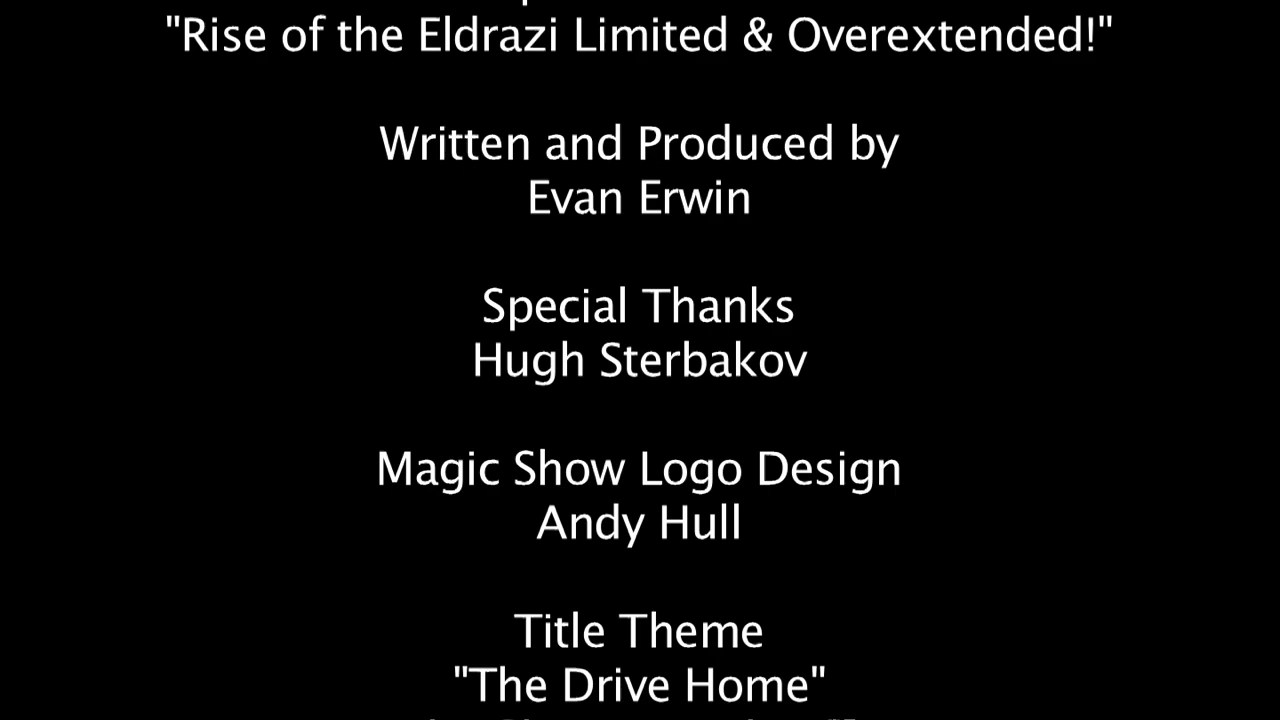 "Rise of the Eldrazi Limited & Overextended!"
Written and Produced by
Evan Erwin
Special Thanks
Hugh Sterbakov
Magic Show Logo Design
Andy Hull
Title Theme
"The Drive Home"